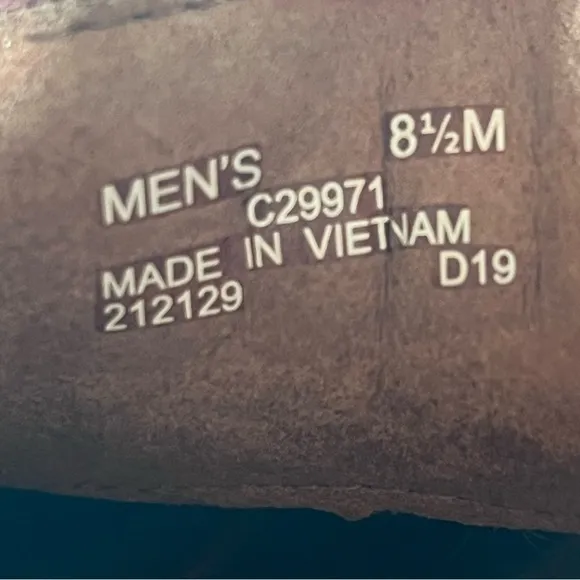 MEN'S 8½M
C29971
MADE IN VIETNAM
212129 D19